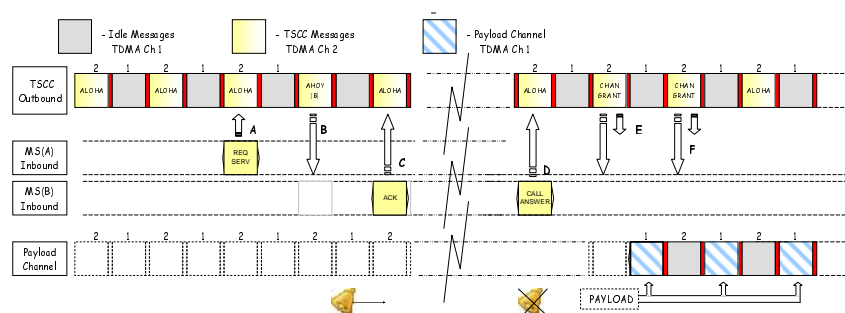 - Idle Messages
TDMA Ch 1
- TSCC Messages
TDMA Ch 2
- Payload Channel
TDMA Ch 1
2 1 2 1 2 1 2 1 2 2 1 2 1 2 1 2 1
TSCC
Outbound
ALOHA ALOHA ALOHA AHOY
(B) ALOHA ALOHA CHAN
GRANT CHAN
GRANT ALOHA
A B C D E F
MS(A)
Inbound
REQ
SERV
MS(B)
Inbound
ACK
CALL
ANSWER
2 1 2 1 2 1 2 1 2 1 2 1 2 1
Payload
Channel
PAYLOAD